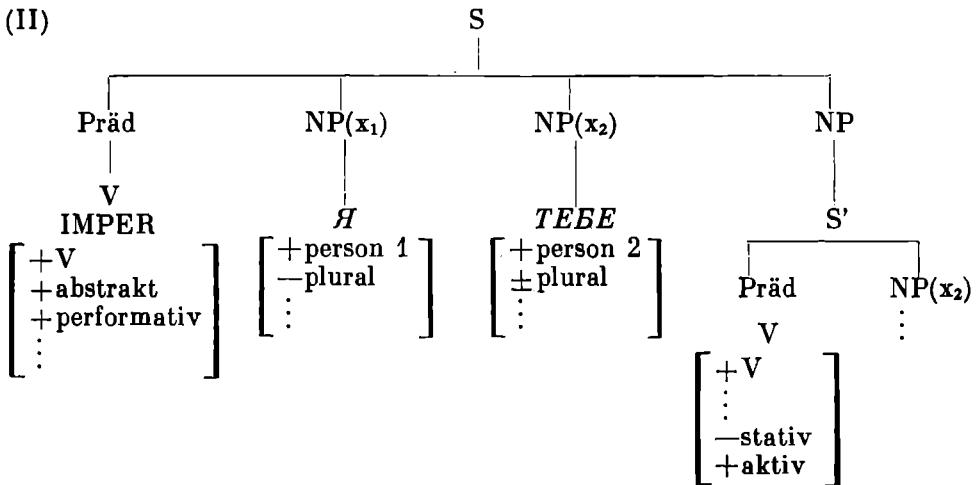 (II) S
Präd NP(x₁) NP(x₂) NP
V
IMPER Я ТЕБЕ S'
+V +person 1 +person 2
+abstrakt −plural ±plural Präd NP(x₂)
+performativ ⋮ ⋮ V ⋮
⋮ +V
⋮
−stativ
+aktiv